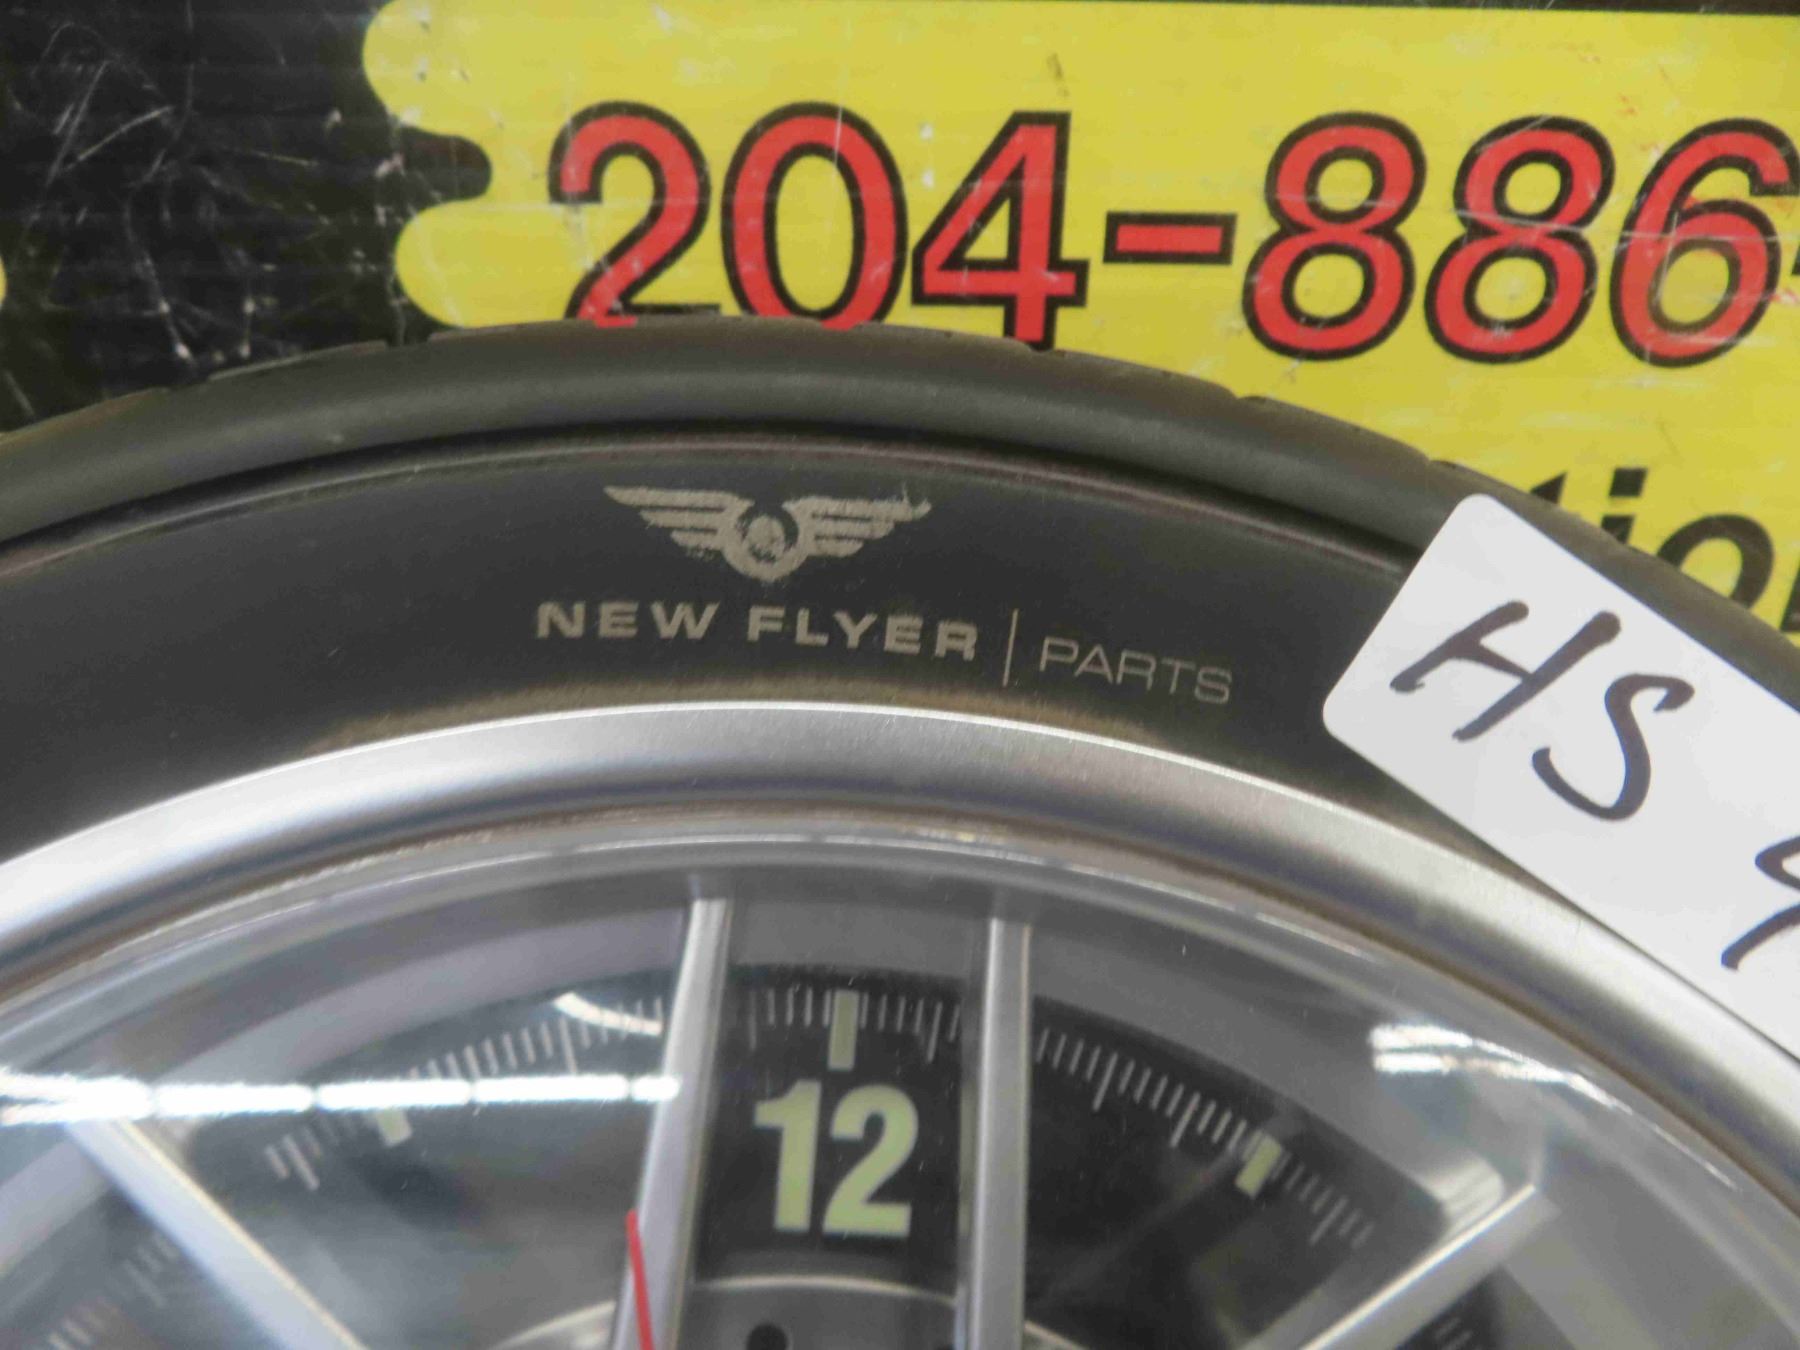 204-886
NEW FLYER | PARTS
HS
12